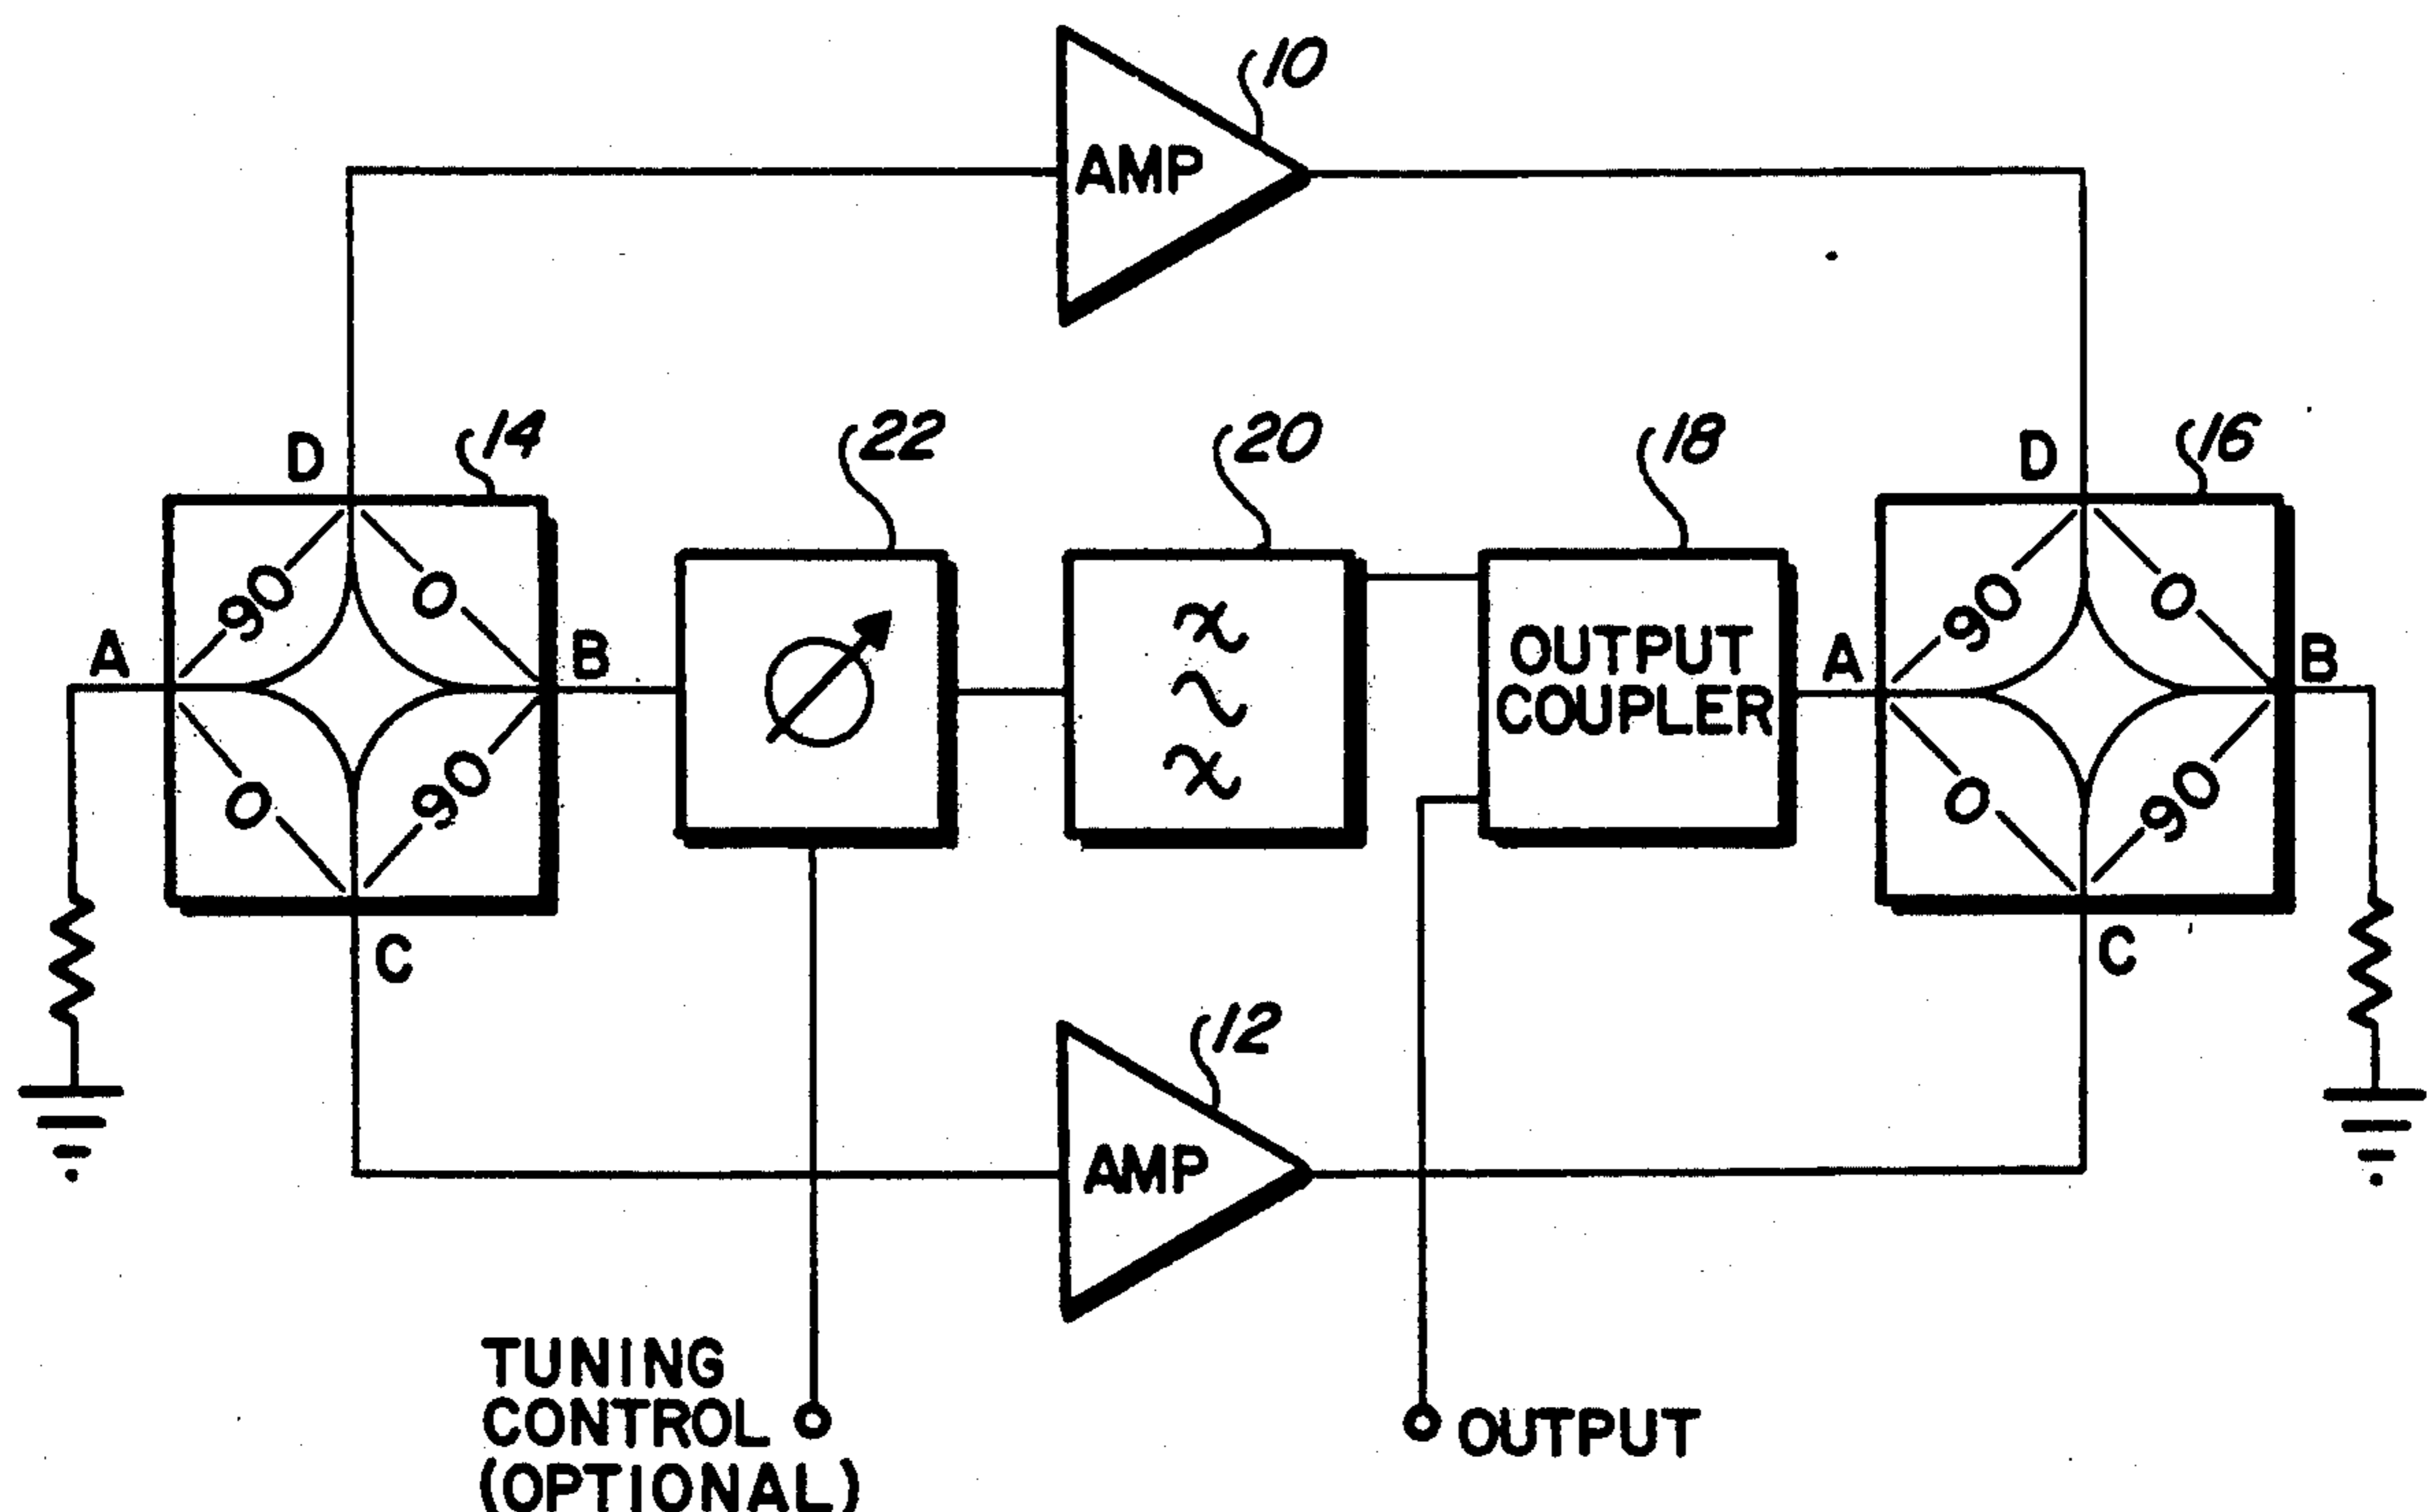 10
AMP
D
14
22
20
18
D
16
90
0
90
0
A
B
OUTPUT
COUPLER
A
B
0
90
0
90
C
C
12
AMP
TUNING
CONTROL
(OPTIONAL)
OUTPUT